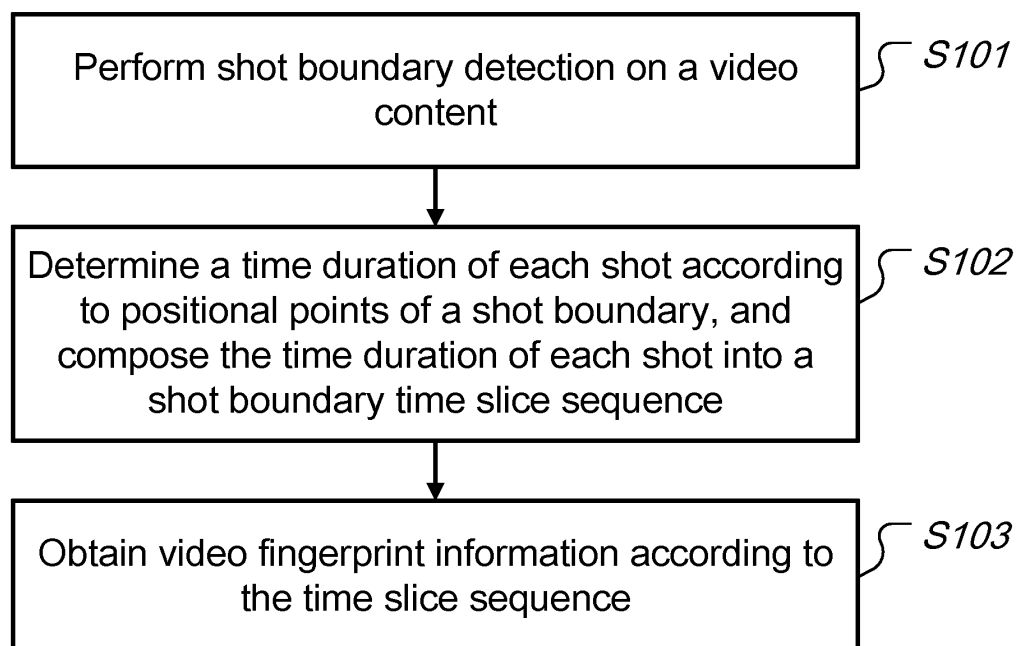 Perform shot boundary detection on a video
content
S101
Determine a time duration of each shot according
to positional points of a shot boundary, and
compose the time duration of each shot into a
shot boundary time slice sequence
S102
Obtain video fingerprint information according to
the time slice sequence
S103